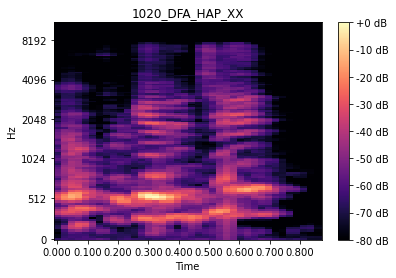 1020_DFA_HAP_XX
8192
4096
2048
1024
512
0
Hz
0.000 0.100 0.200 0.300 0.400 0.500 0.600 0.700 0.800
Time
+0 dB
-10 dB
-20 dB
-30 dB
-40 dB
-50 dB
-60 dB
-70 dB
-80 dB